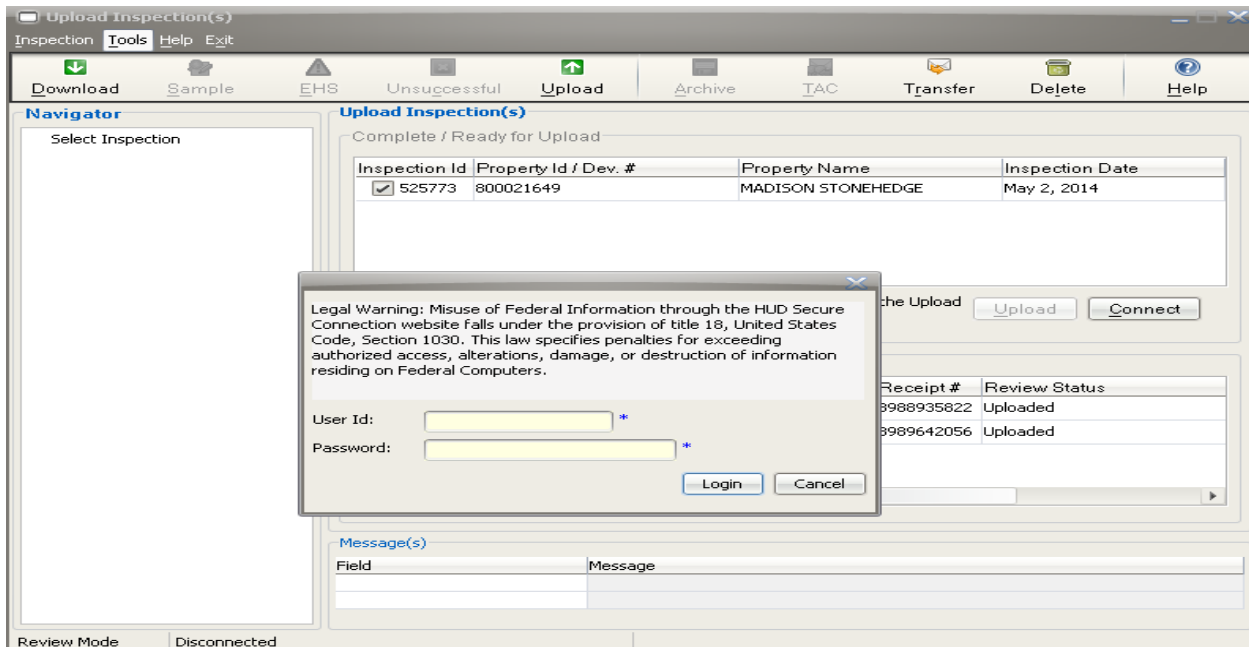 Upload Inspection(s)
Inspection Tools Help Exit
Download Sample EHS Unsuccessful Upload Archive TAC Transfer Delete Help
Navigator
Select Inspection
Upload Inspection(s)
Complete / Ready for Upload
Inspection Id Property Id / Dev. # Property Name Inspection Date
525773 800021649 MADISON STONEHEDGE May 2, 2014
the Upload Upload Connect
Legal Warning: Misuse of Federal Information through the HUD Secure
Connection website falls under the provision of title 18, United States
Code, Section 1030. This law specifies penalties for exceeding
authorized access, alterations, damage, or destruction of information
residing on Federal Computers.
User Id: *
Password: *
Login Cancel
Receipt # Review Status
8988935822 Uploaded
8989642056 Uploaded
Message(s)
Field Message
Review Mode Disconnected